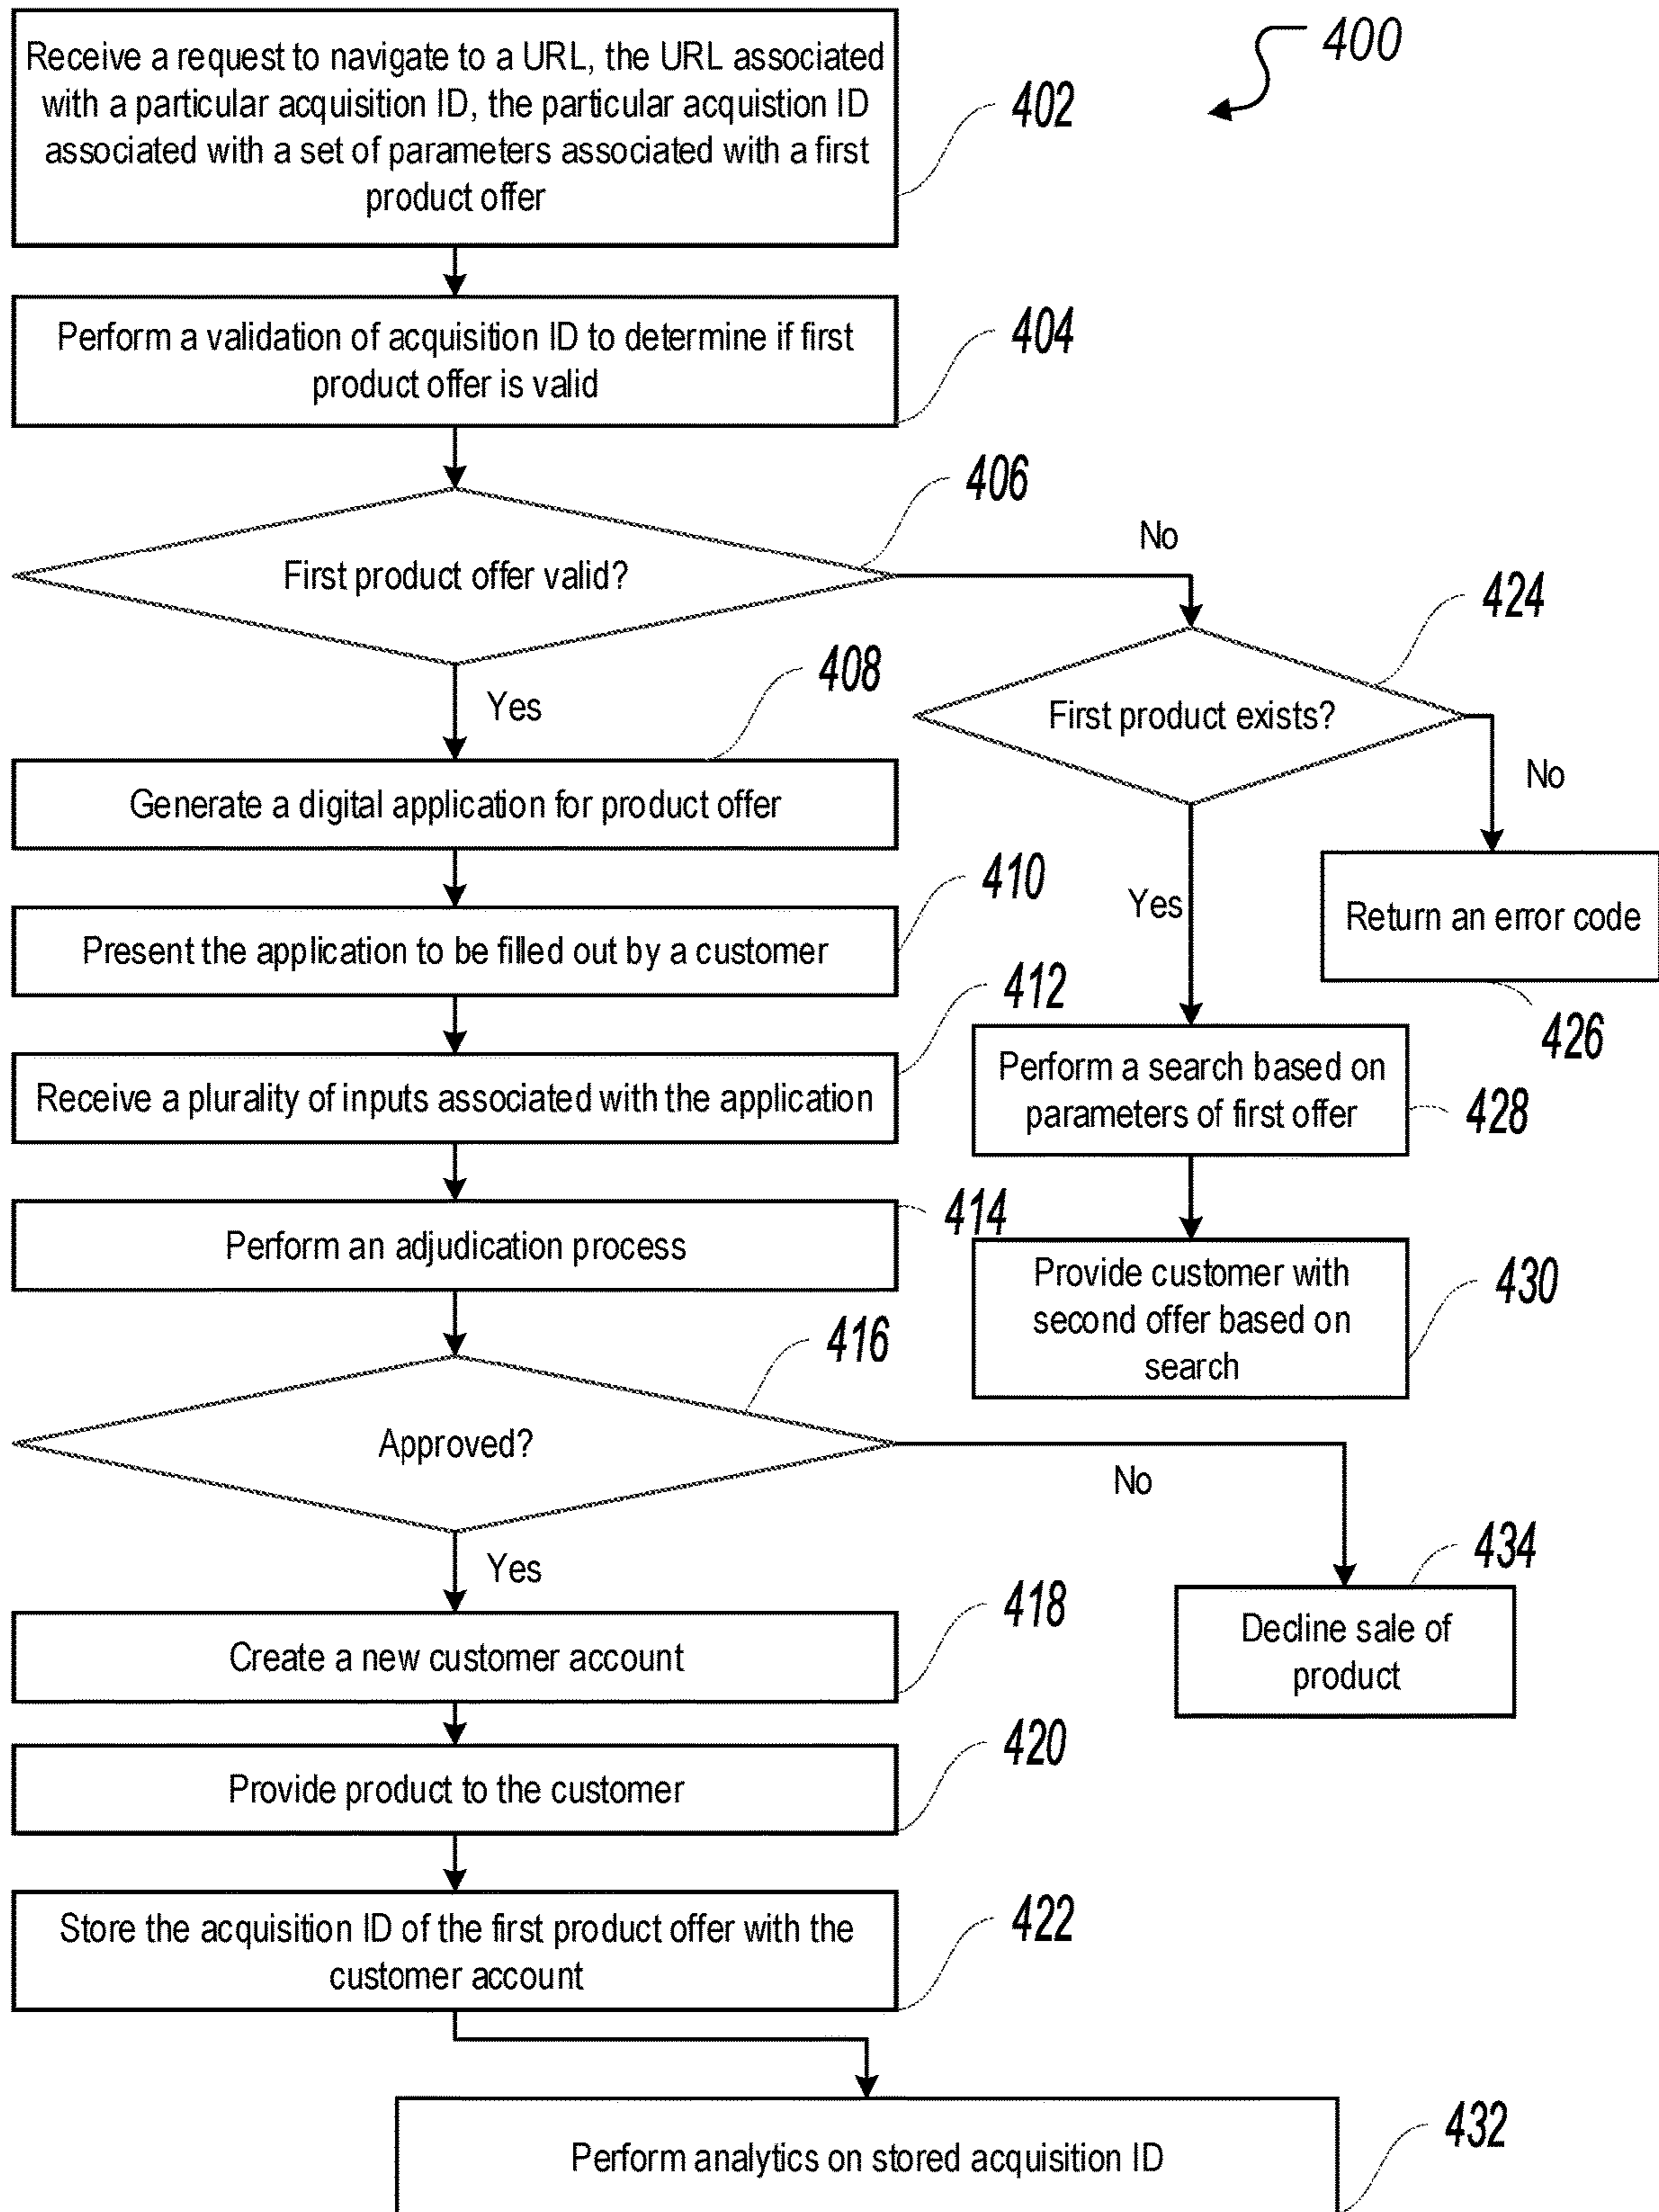 400
Receive a request to navigate to a URL, the URL associated
with a particular acquisition ID, the particular acquistion ID
associated with a set of parameters associated with a first
product offer
402
Perform a validation of acquisition ID to determine if first
product offer is valid
404
First product offer valid?
406
No
Yes
424
First product exists?
No
Yes
408
Generate a digital application for product offer
410
Present the application to be filled out by a customer
Return an error code
426
412
Receive a plurality of inputs associated with the application
Perform a search based on
parameters of first offer
428
414
Perform an adjudication process
Provide customer with
second offer based on
search
430
416
Approved?
No
Yes
434
Decline sale of
product
418
Create a new customer account
420
Provide product to the customer
422
Store the acquisition ID of the first product offer with the
customer account
432
Perform analytics on stored acquisition ID